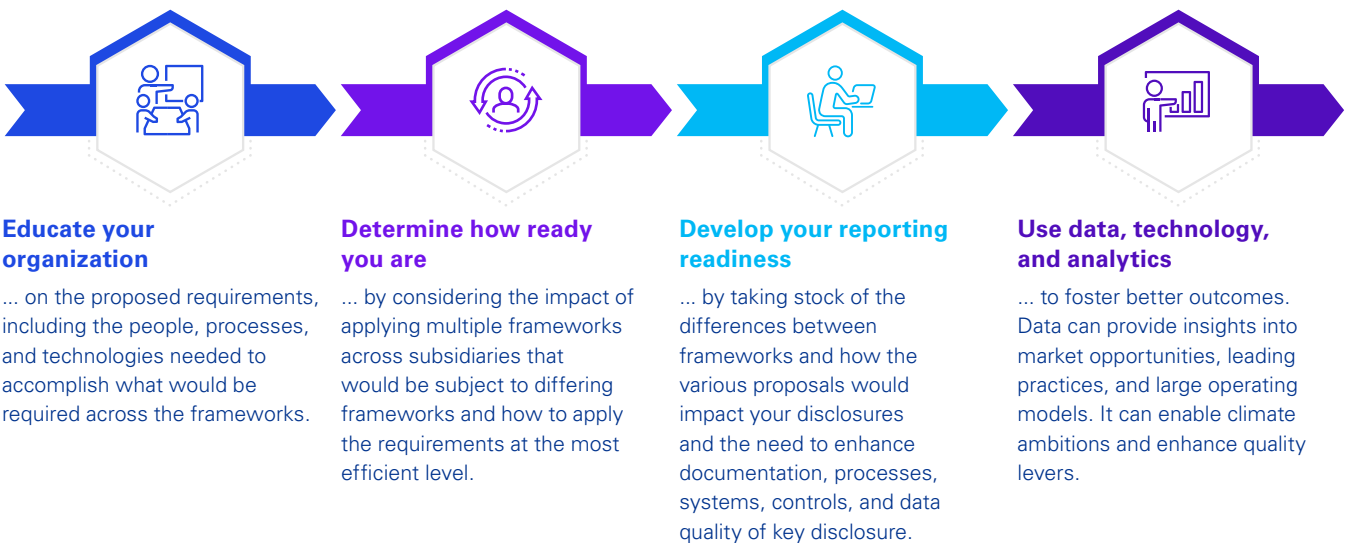 Educate your
organization
... on the proposed requirements,
including the people, processes,
and technologies needed to
accomplish what would be
required across the frameworks.
Determine how ready
you are
... by considering the impact of
applying multiple frameworks
across subsidiaries that
would be subject to differing
frameworks and how to apply
the requirements at the most
efficient level.
Develop your reporting
readiness
... by taking stock of the
differences between
frameworks and how the
various proposals would
impact your disclosures
and the need to enhance
documentation, processes,
systems, controls, and data
quality of key disclosure.
Use data, technology,
and analytics
... to foster better outcomes.
Data can provide insights into
market opportunities, leading
practices, and large operating
models. It can enable climate
ambitions and enhance quality
levers.